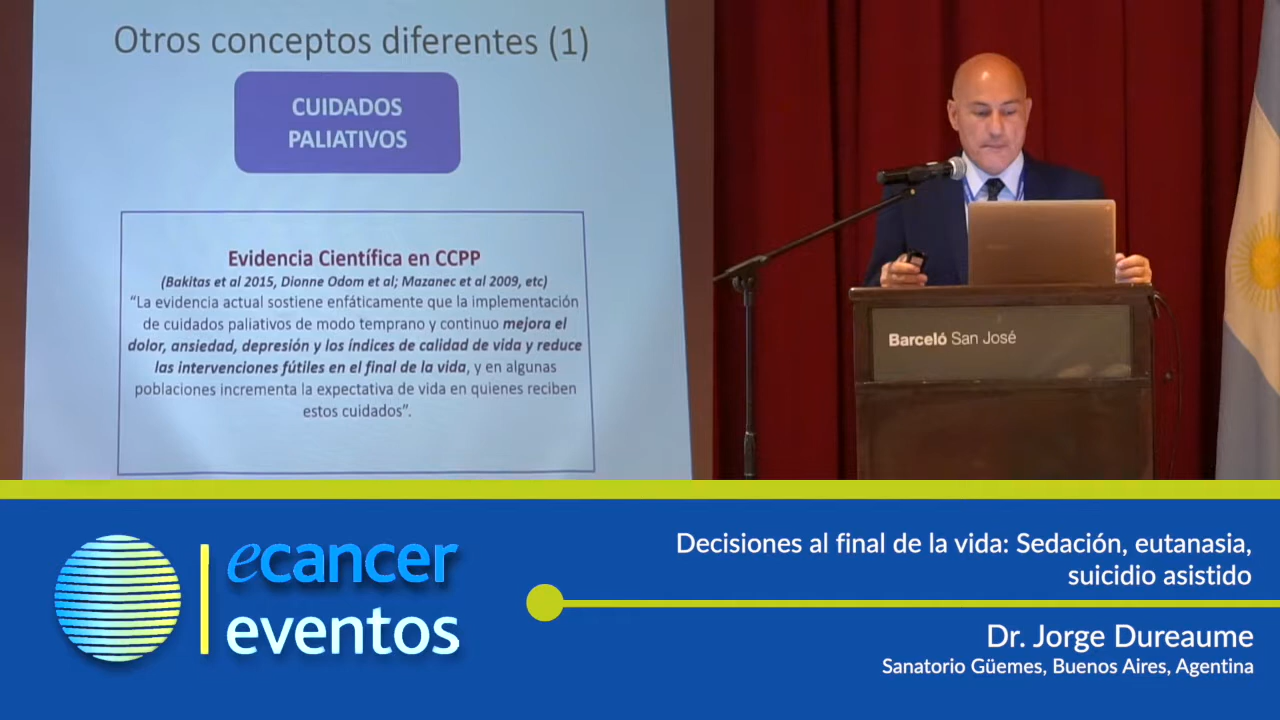 Otros conceptos diferentes (1)
CUIDADOS
PALIATIVOS
Evidencia Científica en CCPP
(Bakitas et al 2015, Dionne Odom et al; Mazanec et al 2009, etc)
“La evidencia actual sostiene enfáticamente que la implementación
de cuidados paliativos de modo temprano y continuo mejora el
dolor, ansiedad, depresión y los índices de calidad de vida y reduce
las intervenciones fútiles en el final de la vida, y en algunas
poblaciones incrementa la expectativa de vida en quienes reciben
estos cuidados”.
Barceló San José
ecancer
eventos
Decisiones al final de la vida: Sedación, eutanasia,
suicidio asistido
Dr. Jorge Dureaume
Sanatorio Güemes, Buenos Aires, Agentina